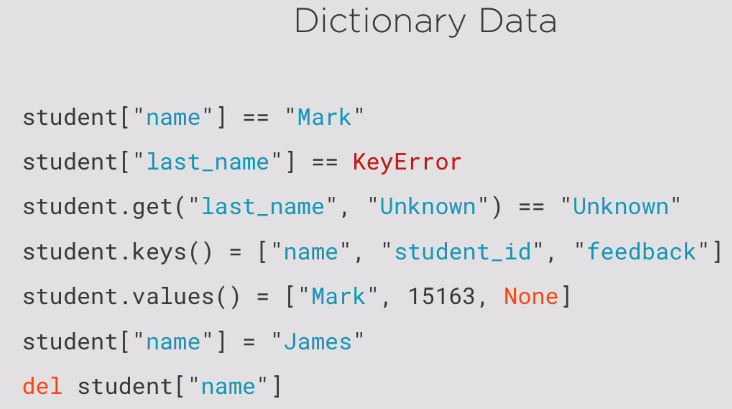 Dictionary Data
student["name"] == "Mark"
student["last_name"] == KeyError
student.get("last_name", "Unknown") == "Unknown"
student.keys() = ["name", "student_id", "feedback"]
student.values() = ["Mark", 15163, None]
student["name"] = "James"
del student["name"]